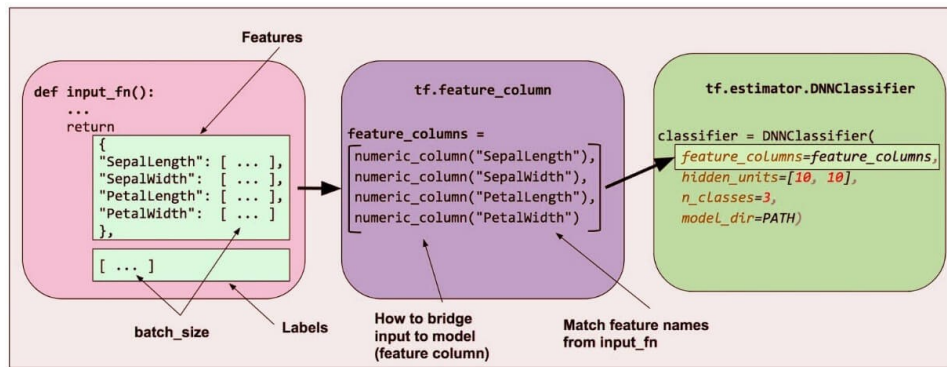 Features
def input_fn():
...
return
{
"SepalLength": [ ... ],
"SepalWidth": [ ... ],
"PetalLength": [ ... ],
"PetalWidth": [ ... ]
},
[ ... ]
batch_size
Labels
tf.feature_column
feature_columns =
numeric_column("SepalLength"),
numeric_column("SepalWidth"),
numeric_column("PetalLength"),
numeric_column("PetalWidth")
How to bridge
input to model
(feature column)
Match feature names
from input_fn
tf.estimator.DNNClassifier
classifier = DNNClassifier(
feature_columns=feature_columns,
hidden_units=[10, 10],
n_classes=3,
model_dir=PATH)